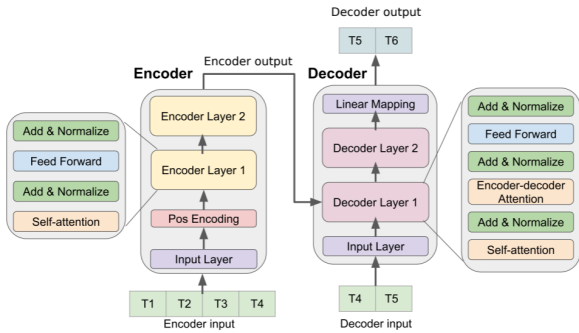 Decoder output
T5 T6
Encoder output
Encoder
Decoder
Add & Normalize
Feed Forward
Add & Normalize
Self-attention
Encoder Layer 2
Encoder Layer 1
Pos Encoding
Input Layer
T1 T2 T3 T4
Encoder input
Linear Mapping
Decoder Layer 2
Decoder Layer 1
Input Layer
T4 T5
Decoder input
Add & Normalize
Feed Forward
Add & Normalize
Encoder-decoder
Attention
Add & Normalize
Self-attention